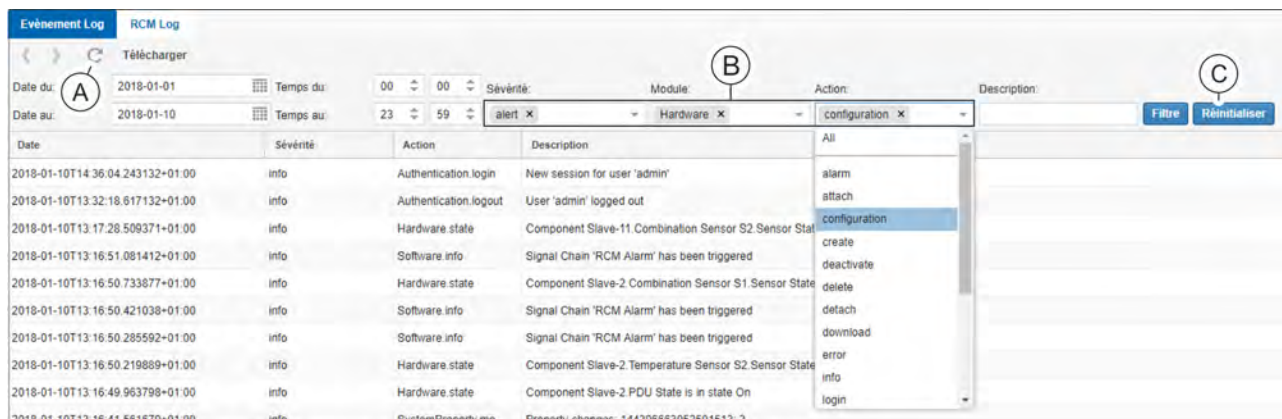 Evènement Log RCM Log
Télécharger
A B C
Date du: 2018-01-01 Temps du: 00 00 Sévérité: Module: Action: Description:
Date au: 2018-01-10 Temps au: 23 59 alert × Hardware × configuration × Filtre Réinitialiser
Date Sévérité Action Description
2018-01-10T14:36:04.243132+01:00 info Authentication.login New session for user 'admin'
2018-01-10T13:32:18.617132+01:00 info Authentication.logout User 'admin' logged out
2018-01-10T13:17:28.509371+01:00 info Hardware.state Component Slave-11.Combination Sensor S2.Sensor Stat
2018-01-10T13:16:51.081412+01:00 info Software.info Signal Chain 'RCM Alarm' has been triggered
2018-01-10T13:16:50.733877+01:00 info Hardware.state Component Slave-2.Combination Sensor S1.Sensor State
2018-01-10T13:16:50.421038+01:00 info Software.info Signal Chain 'RCM Alarm' has been triggered
2018-01-10T13:16:50.285592+01:00 info Software.info Signal Chain 'RCM Alarm' has been triggered
2018-01-10T13:16:50.219889+01:00 info Hardware.state Component Slave-2.Temperature Sensor S2.Sensor State
2018-01-10T13:16:49.963798+01:00 info Hardware.state Component Slave-2.PDU State is in state On
All
alarm
attach
configuration
create
deactivate
delete
detach
download
error
info
login